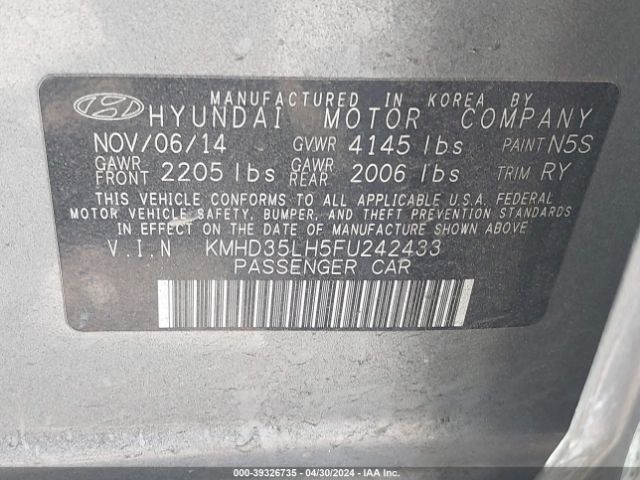 MANUFACTURED IN KOREA BY
HYUNDAI MOTOR COMPANY
NOV/06/14 GVWR 4145 lbs PAINT N5S
GAWR FRONT 2205 lbs GAWR REAR 2006 lbs TRIM RY
THIS VEHICLE CONFORMS TO ALL APPLICABLE U.S.A. FEDERAL
MOTOR VEHICLE SAFETY, BUMPER, AND THEFT PREVENTION STANDARDS
IN EFFECT ON THE DATE OF MANUFACTURE SHOWN ABOVE.
V.I.N KMHD35LH5FU242433
PASSENGER CAR
000-39326735 - 04/30/2024 - IAA Inc.